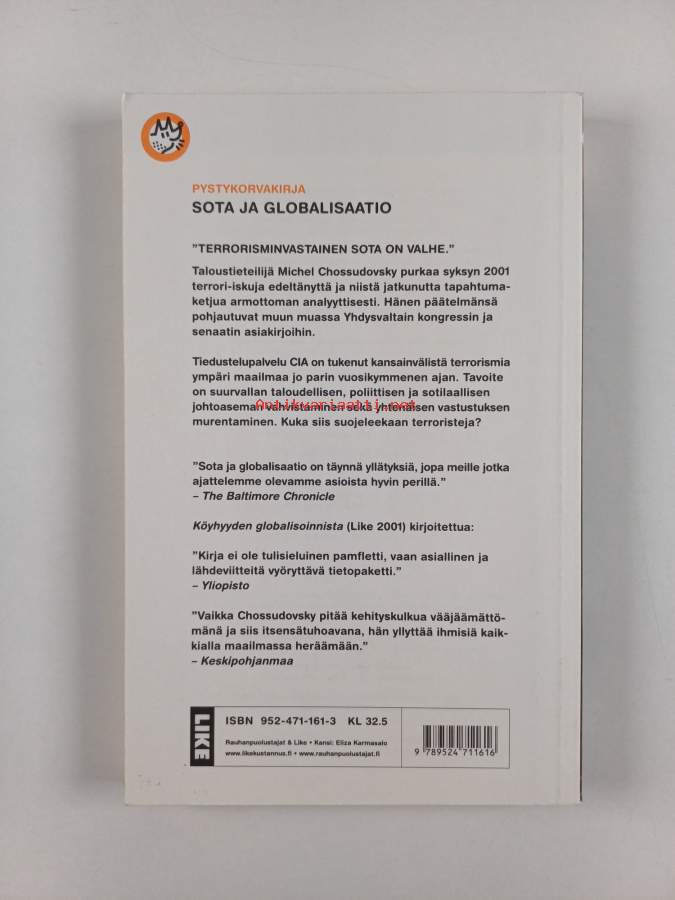 PYSTYKORVAKIRJA
SOTA JA GLOBALISAATIO
”TERRORISMINVASTAINEN SOTA ON VALHE.”
Taloustieteilijä Michel Chossudovsky purkaa syksyn 2001
terrori-iskuja edeltänyttä ja niistä jatkunutta tapahtuma-
ketjua armottoman analyyttisesti. Hänen päätelmänsä
pohjautuvat muun muassa Yhdysvaltain kongressin ja
senaatin asiakirjoihin.
Tiedustelupalvelu CIA on tukenut kansainvälistä terrorismia
ympäri maailmaa jo parin vuosikymmenen ajan. Tavoite
on suurvallan taloudellisen, poliittisen ja sotilaallisen
johtoaseman vahvistaminen sekä yhtenäisen vastustuksen
Antikvariaatti.net
murentaminen. Kuka siis suojeleekaan terroristeja?
”Sota ja globalisaatio on täynnä yllätyksiä, jopa meille jotka
ajattelemme olevamme asioista hyvin perillä.”
– The Baltimore Chronicle
Köyhyyden globalisoinnista (Like 2001) kirjoitettua:
”Kirja ei ole tulisieluinen pamfletti, vaan asiallinen ja
lähdeviitteitä vyöryttävä tietopaketti.”
– Yliopisto
”Vaikka Chossudovsky pitää kehityskulkua vääjäämättö-
mänä ja siis itsensätuhoavana, hän yllyttää ihmisiä kaik-
kialla maailmassa heräämään.”
– Keskipohjanmaa
LIKE
ISBN 952-471-161-3 KL 32.5
Rauhanpuolustajat & Like • Kansi: Eliza Karmasalo
www.likekustannus.fi • www.rauhanpuolustajat.fi
9 789524 711616